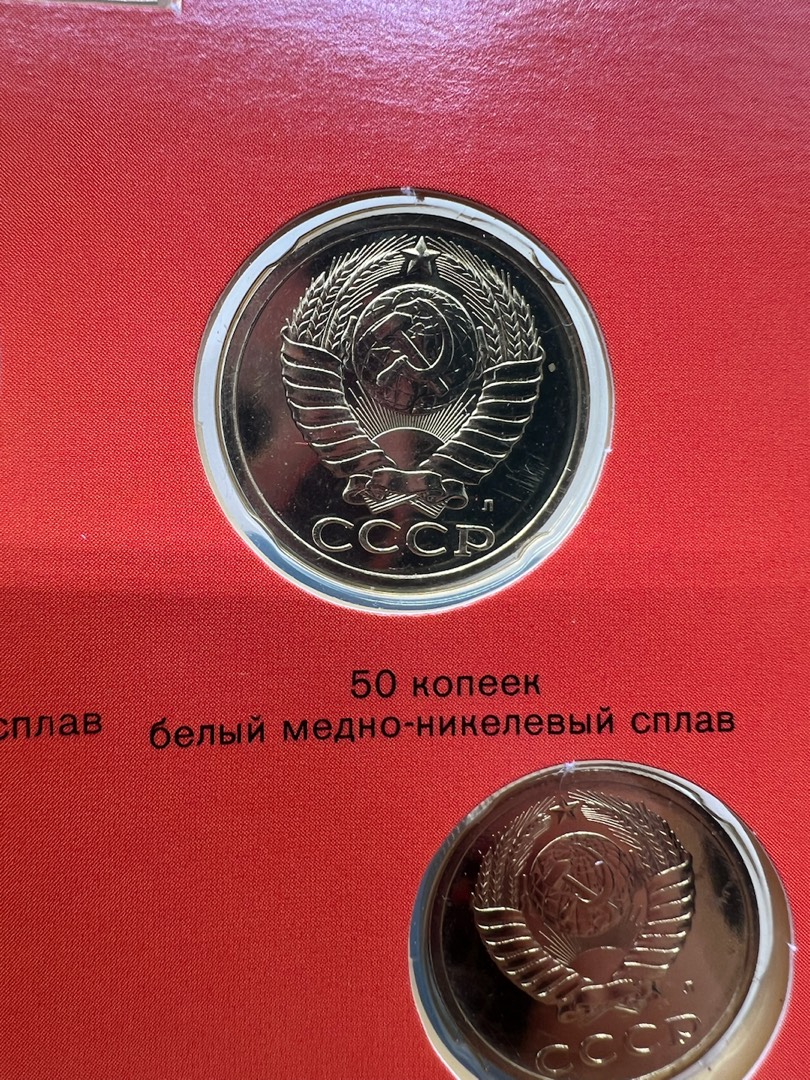 Л
СССР
50 копеек
сплав
белый медно-никелевый сплав
Л
СССР